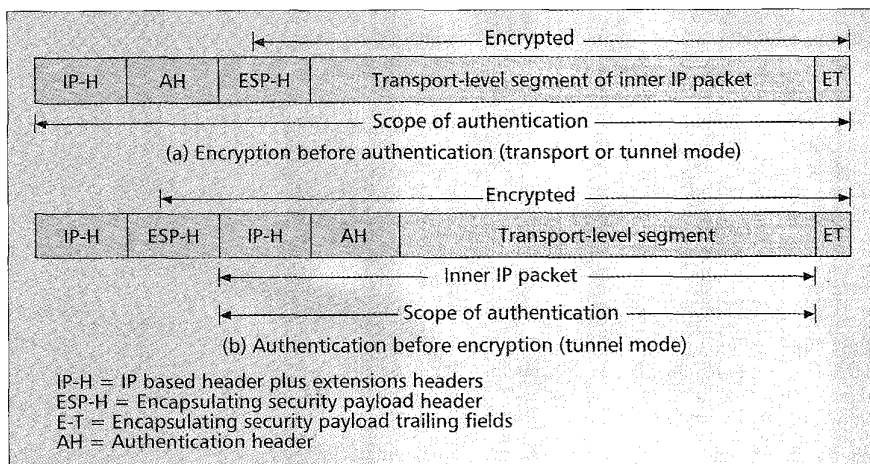 Encrypted
IP-H AH ESP-H Transport-level segment of inner IP packet ET
Scope of authentication
(a) Encryption before authentication (transport or tunnel mode)
Encrypted
IP-H ESP-H IP-H AH Transport-level segment ET
Inner IP packet
Scope of authentication
(b) Authentication before encryption (tunnel mode)
IP-H = IP based header plus extensions headers
ESP-H = Encapsulating security payload header
E-T = Encapsulating security payload trailing fields
AH = Authentication header